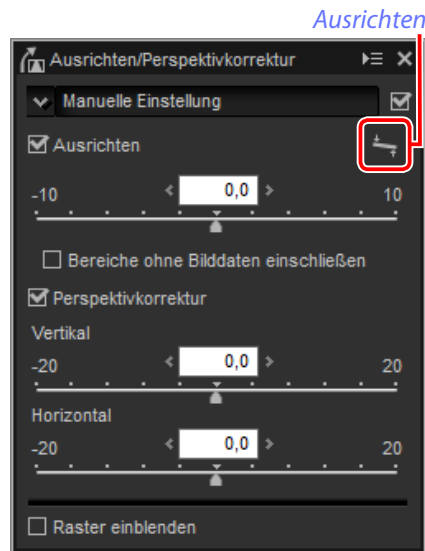 Ausrichten
Ausrichten/Perspektivkorrektur
Manuelle Einstellung
Ausrichten
-10 0,0 10
Bereiche ohne Bilddaten einschließen
Perspektivkorrektur
Vertikal
-20 0,0 20
Horizontal
-20 0,0 20
Raster einblenden